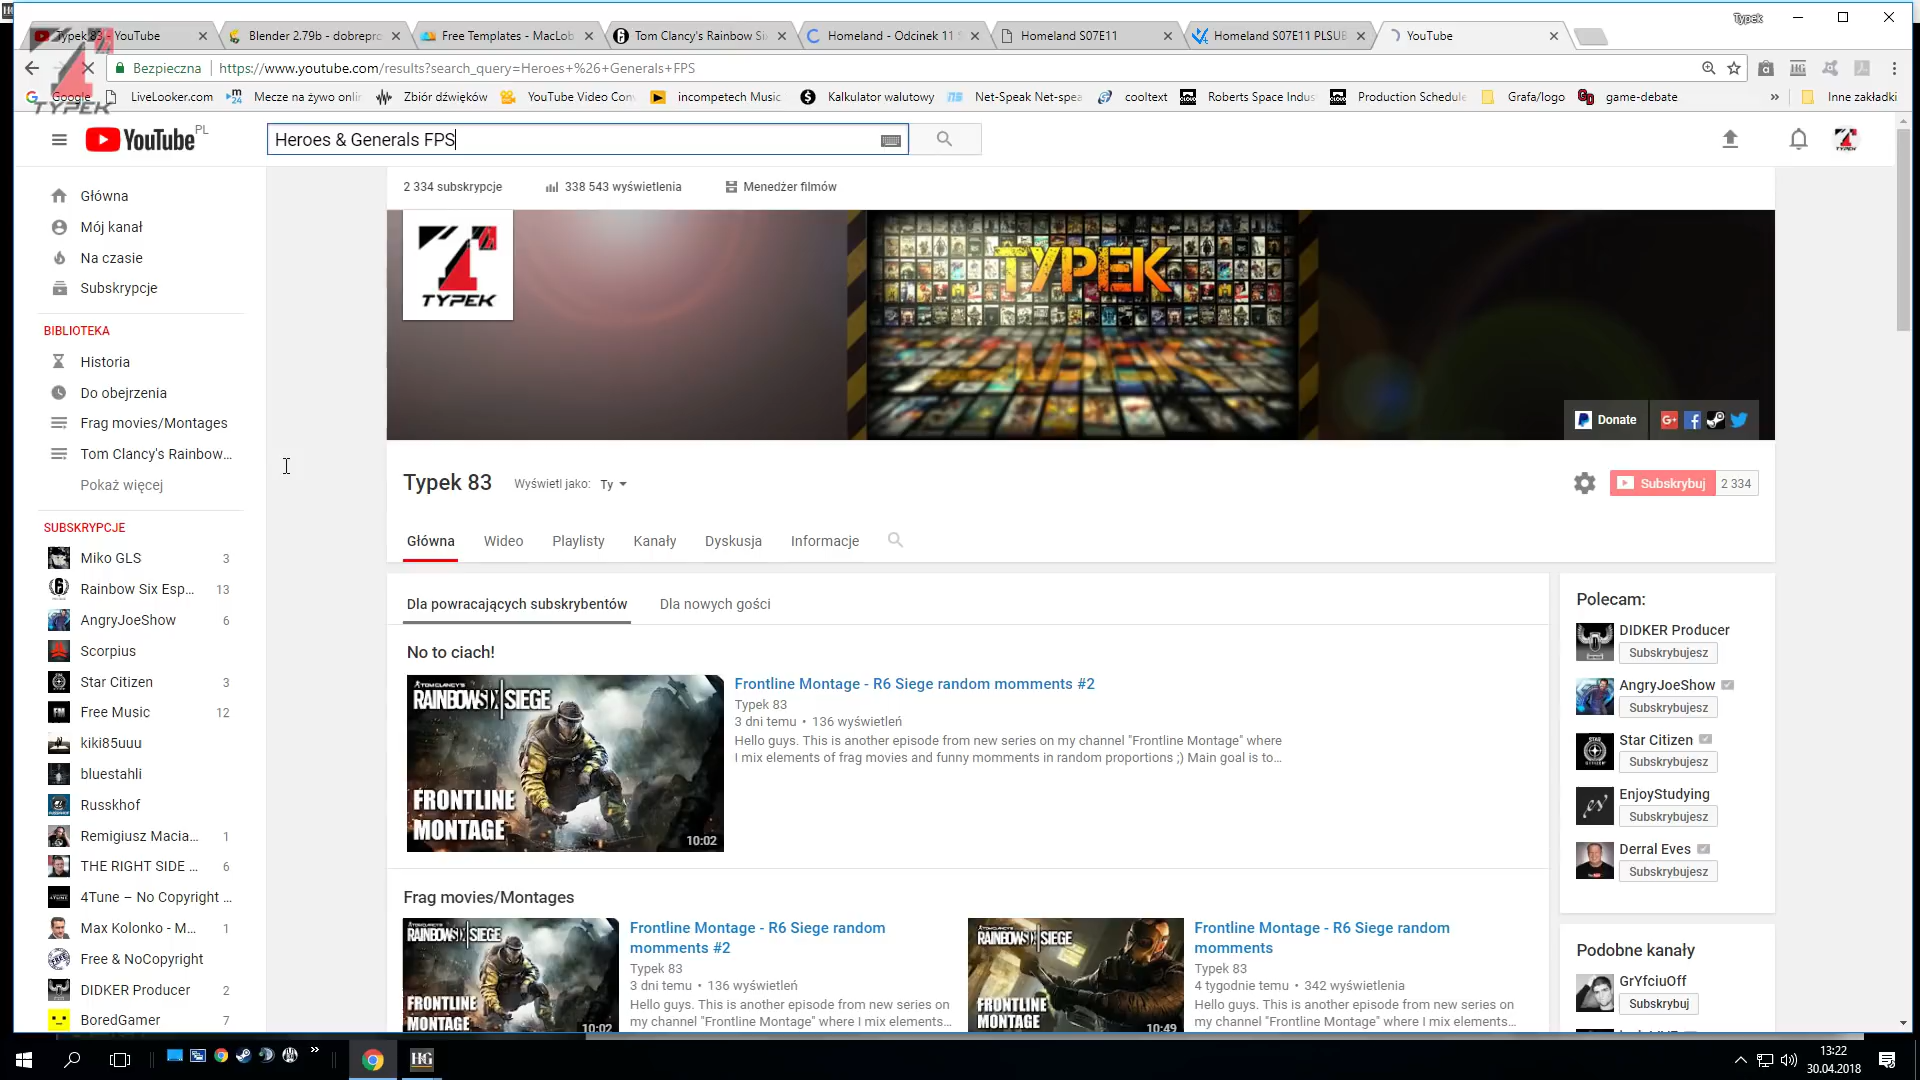 Typek
Typek 83 - YouTube
Blender 2.79b - dobrepro
Free Templates - MacLob
Tom Clancy's Rainbow Si
Homeland - Odcinek 11 S
Homeland S07E11
Homeland S07E11 PLSUB
YouTube
Bezpieczna
https://www.youtube.com/results?search_query=Heroes+%26+Generals+FPS
TYPEK
Google
LiveLooker.com
Mecze na żywo onlin
Zbiór dźwięków
YouTube Video Conv
incompetech Music
Kalkulator walutowy
Net-Speak Net-spea
cooltext
Roberts Space Indus
Production Schedule
Grafa/logo
game-debate
»
Inne zakładki
YouTube PL
Heroes & Generals FPS
Główna
Mój kanał
Na czasie
Subskrypcje
BIBLIOTEKA
Historia
Do obejrzenia
Frag movies/Montages
Tom Clancy's Rainbow...
Pokaż więcej
SUBSKRYPCJE
Miko GLS 3
Rainbow Six Esp... 13
AngryJoeShow 6
Scorpius
Star Citizen 3
Free Music 12
kiki85uuu
bluestahli
Russkhof
Remigiusz Macia... 1
THE RIGHT SIDE ... 6
4Tune – No Copyright ...
Max Kolonko - M... 1
Free & NoCopyright
DIDKER Producer 2
BoredGamer 7
2 334 subskrypcje
338 543 wyświetlenia
Menedżer filmów
TYPEK
TYPEK
Donate
Typek 83
Wyświetl jako: Ty
Subskrybuj 2 334
Główna
Wideo
Playlisty
Kanały
Dyskusja
Informacje
Dla powracających subskrybentów
Dla nowych gości
No to ciach!
TOM CLANCY'S
RAINBOWSIX SIEGE
FRONTLINE
MONTAGE
10:02
Frontline Montage - R6 Siege random momments #2
Typek 83
3 dni temu • 136 wyświetleń
Hello guys. This is another episode from new series on my channel "Frontline Montage" where
I mix elements of frag movies and funny momments in random proportions ;) Main goal is to...
Frag movies/Montages
RAINBOWSIX SIEGE
FRONTLINE
MONTAGE
10:02
Frontline Montage - R6 Siege random
momments #2
Typek 83
3 dni temu • 136 wyświetleń
Hello guys. This is another episode from new series on
my channel "Frontline Montage" where I mix elements...
RAINBOWSIX SIEGE
FRONTLINE
MONTAGE
10:49
Frontline Montage - R6 Siege random
momments
Typek 83
4 tygodnie temu • 342 wyświetlenia
Hello guys. This is another episode from new series on
my channel "Frontline Montage" where I mix elements...
Polecam:
DIDKER Producer
Subskrybujesz
AngryJoeShow
Subskrybujesz
Star Citizen
Subskrybujesz
EnjoyStudying
Subskrybujesz
Derral Eves
Subskrybujesz
Podobne kanały
GrYfciuOff
Subskrybuj
»
H&G
13:22
30.04.2018